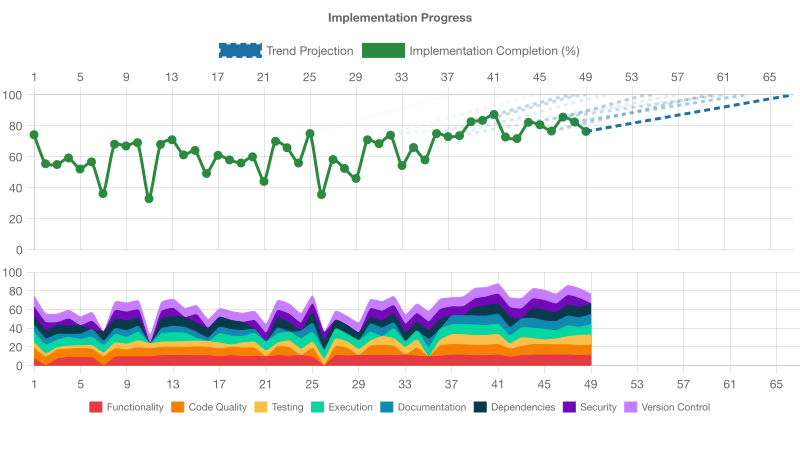 Implementation Progress
Trend Projection Implementation Completion (%)
1 5 9 13 17 21 25 29 33 37 41 45 49 53 57 61 65
100
80
60
40
20
0
100
80
60
40
20
0
1 5 9 13 17 21 25 29 33 37 41 45 49 53 57 61 65
Functionality Code Quality Testing Execution Documentation Dependencies Security Version Control